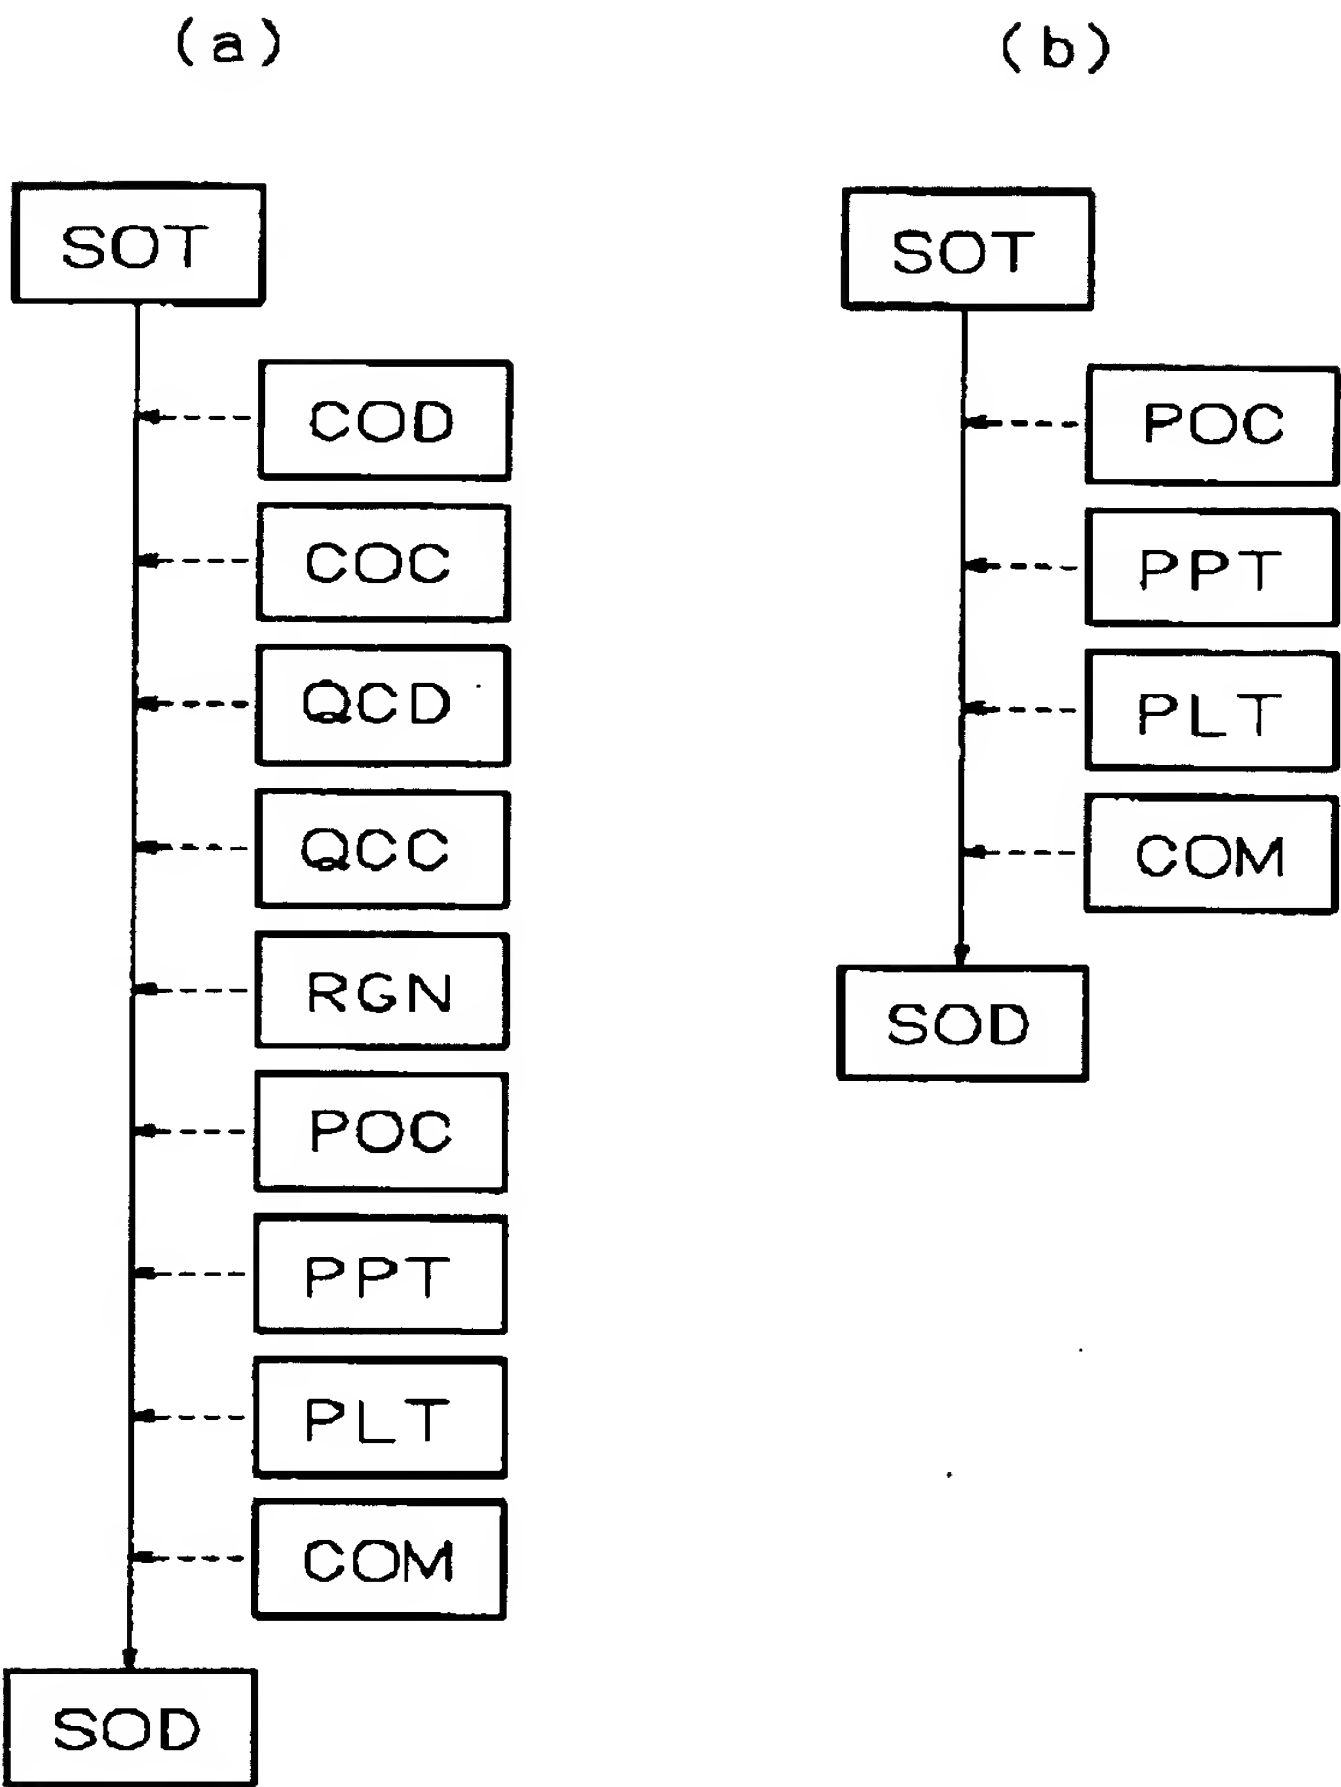 (a)
SOT
COD
COC
QCD
QCC
RGN
POC
PPT
PLT
COM
SOD
(b)
SOT
POC
PPT
PLT
COM
SOD